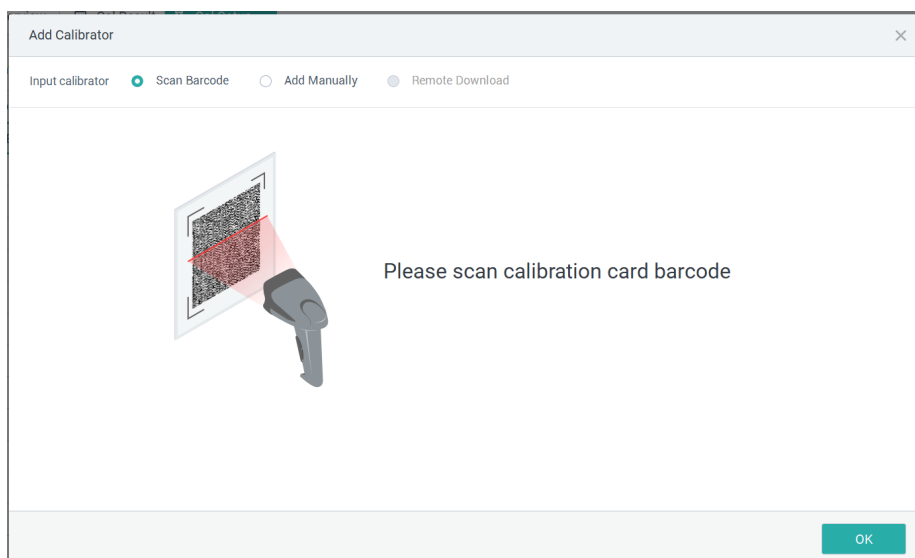 Add Calibrator
Input calibrator Scan Barcode Add Manually Remote Download
Please scan calibration card barcode
OK